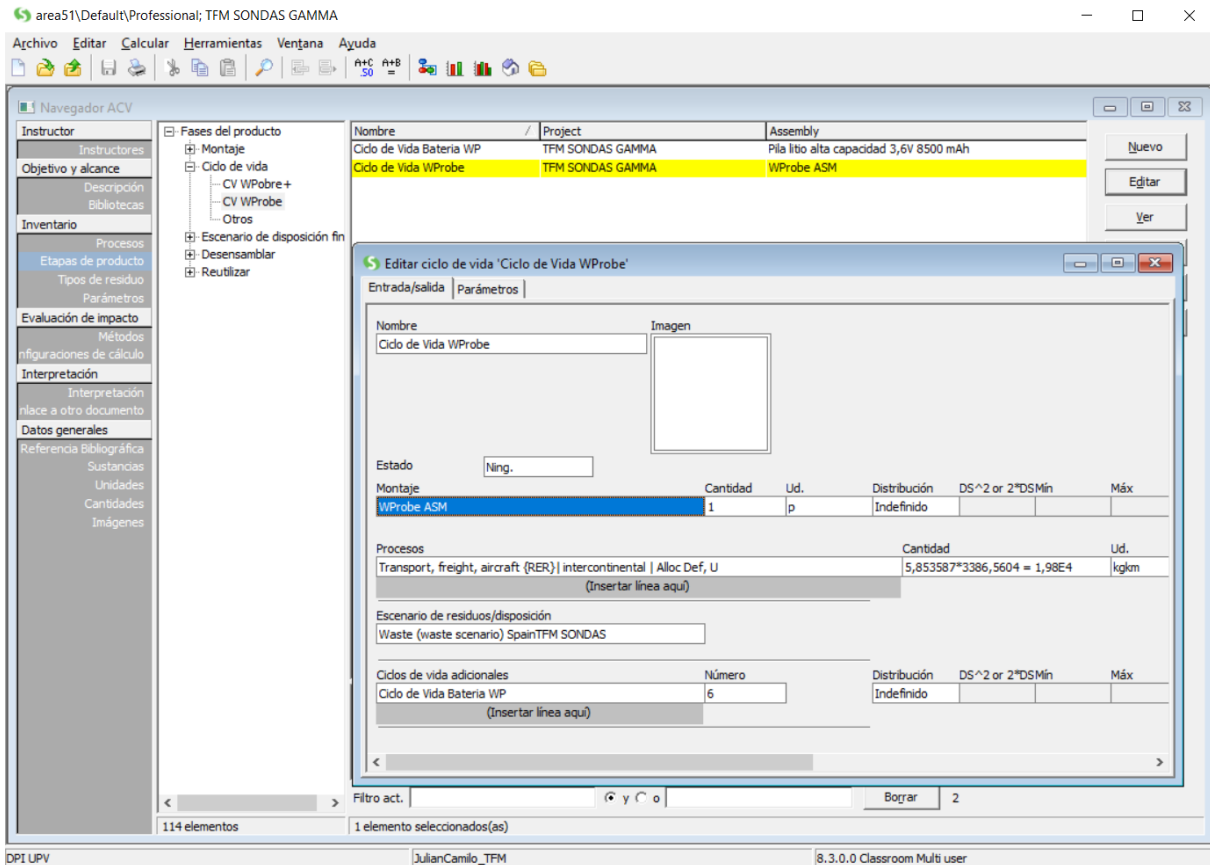 area51\Default\Professional; TFM SONDAS GAMMA
Archivo Editar Calcular Herramientas Ventana Ayuda
A+C .50 A+B =
Navegador ACV
Instructor
Instructores
Objetivo y alcance
Descripción
Bibliotecas
Inventario
Procesos
Etapas de producto
Tipos de residuo
Parámetros
Evaluación de impacto
Métodos
nfiguraciones de cálculo
Interpretación
Interpretación
nlace a otro documento
Datos generales
Referencia Bibliográfica
Sustancias
Unidades
Cantidades
Imágenes
Fases del producto
Montaje
Ciclo de vida
CV WPobre+
CV WProbe
Otros
Escenario de disposición fin
Desensamblar
Reutilizar
Nombre / Project Assembly
Ciclo de Vida Bateria WP TFM SONDAS GAMMA Pila litio alta capacidad 3,6V 8500 mAh
Ciclo de Vida WProbe TFM SONDAS GAMMA WProbe ASM
Nuevo
Editar
Ver
Editar ciclo de vida 'Ciclo de Vida WProbe'
Entrada/salida Parámetros
Nombre Imagen
Ciclo de Vida WProbe
Estado Ning.
Montaje Cantidad Ud. Distribución DS^2 or 2*DS Mín Máx
WProbe ASM 1 p Indefinido
Procesos Cantidad Ud.
Transport, freight, aircraft {RER}| intercontinental | Alloc Def, U 5,853587*3386,5604 = 1,98E4 kgkm
(Insertar línea aquí)
Escenario de residuos/disposición
Waste (waste scenario) SpainTFM SONDAS
Ciclos de vida adicionales Número Distribución DS^2 or 2*DS Mín Máx
Ciclo de Vida Bateria WP 6 Indefinido
(Insertar línea aquí)
Filtro act. y o Borrar 2
114 elementos 1 elemento seleccionados(as)
DPI UPV JulianCamilo_TFM 8.3.0.0 Classroom Multi user